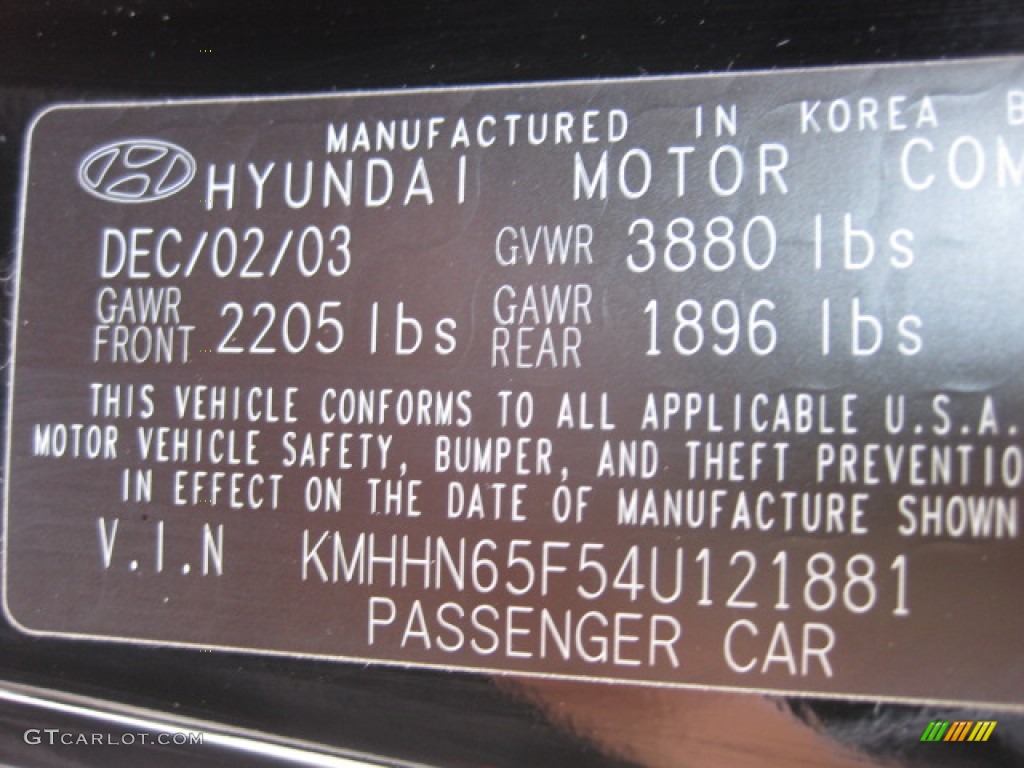 MANUFACTURED IN KOREA B
HYUNDAI MOTOR COM
DEC/02/03 GVWR 3880 lbs
GAWR FRONT 2205 lbs GAWR REAR 1896 lbs
THIS VEHICLE CONFORMS TO ALL APPLICABLE U.S.A.
MOTOR VEHICLE SAFETY, BUMPER, AND THEFT PREVENTIO
IN EFFECT ON THE DATE OF MANUFACTURE SHOWN
V.I.N KMHHN65F54U121881
PASSENGER CAR
GTCARLOT.COM